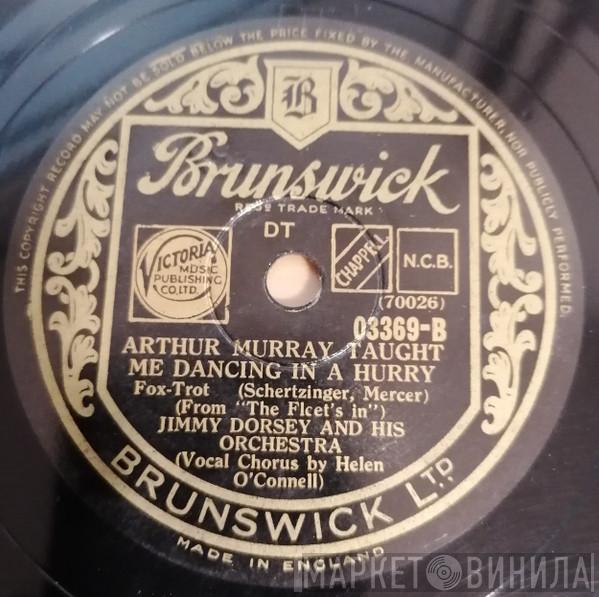 THIS COPYRIGHT RECORD MAY NOT BE SOLD BELOW THE PRICE FIXED BY THE MANUFACTURER, NOR PUBLICLY PERFORMED.
B
Brunswick
REGD TRADE MARK
DT
VICTORIA
MUSIC
PUBLISHING
CO. LTD.
CHAPPELL
N.C.B.
(70026)
03369-B
ARTHUR MURRAY TAUGHT
ME DANCING IN A HURRY
Fox-Trot (Schertzinger, Mercer)
(From "The Flcet's in")
JIMMY DORSEY AND HIS
ORCHESTRA
(Vocal Chorus by Helen
O'Connell)
BRUNSWICK LTD
MADE IN ENGLAND
МАРКЕТ ВИНИЛА